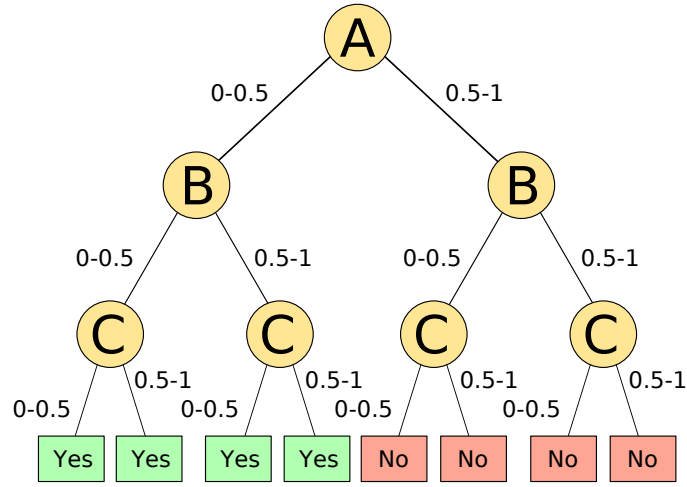 A
0-0.5 0.5-1
B B
0-0.5 0.5-1 0-0.5 0.5-1
C C C C
0-0.5 0.5-1 0-0.5 0.5-1 0-0.5 0.5-1 0-0.5 0.5-1
Yes Yes Yes Yes No No No No